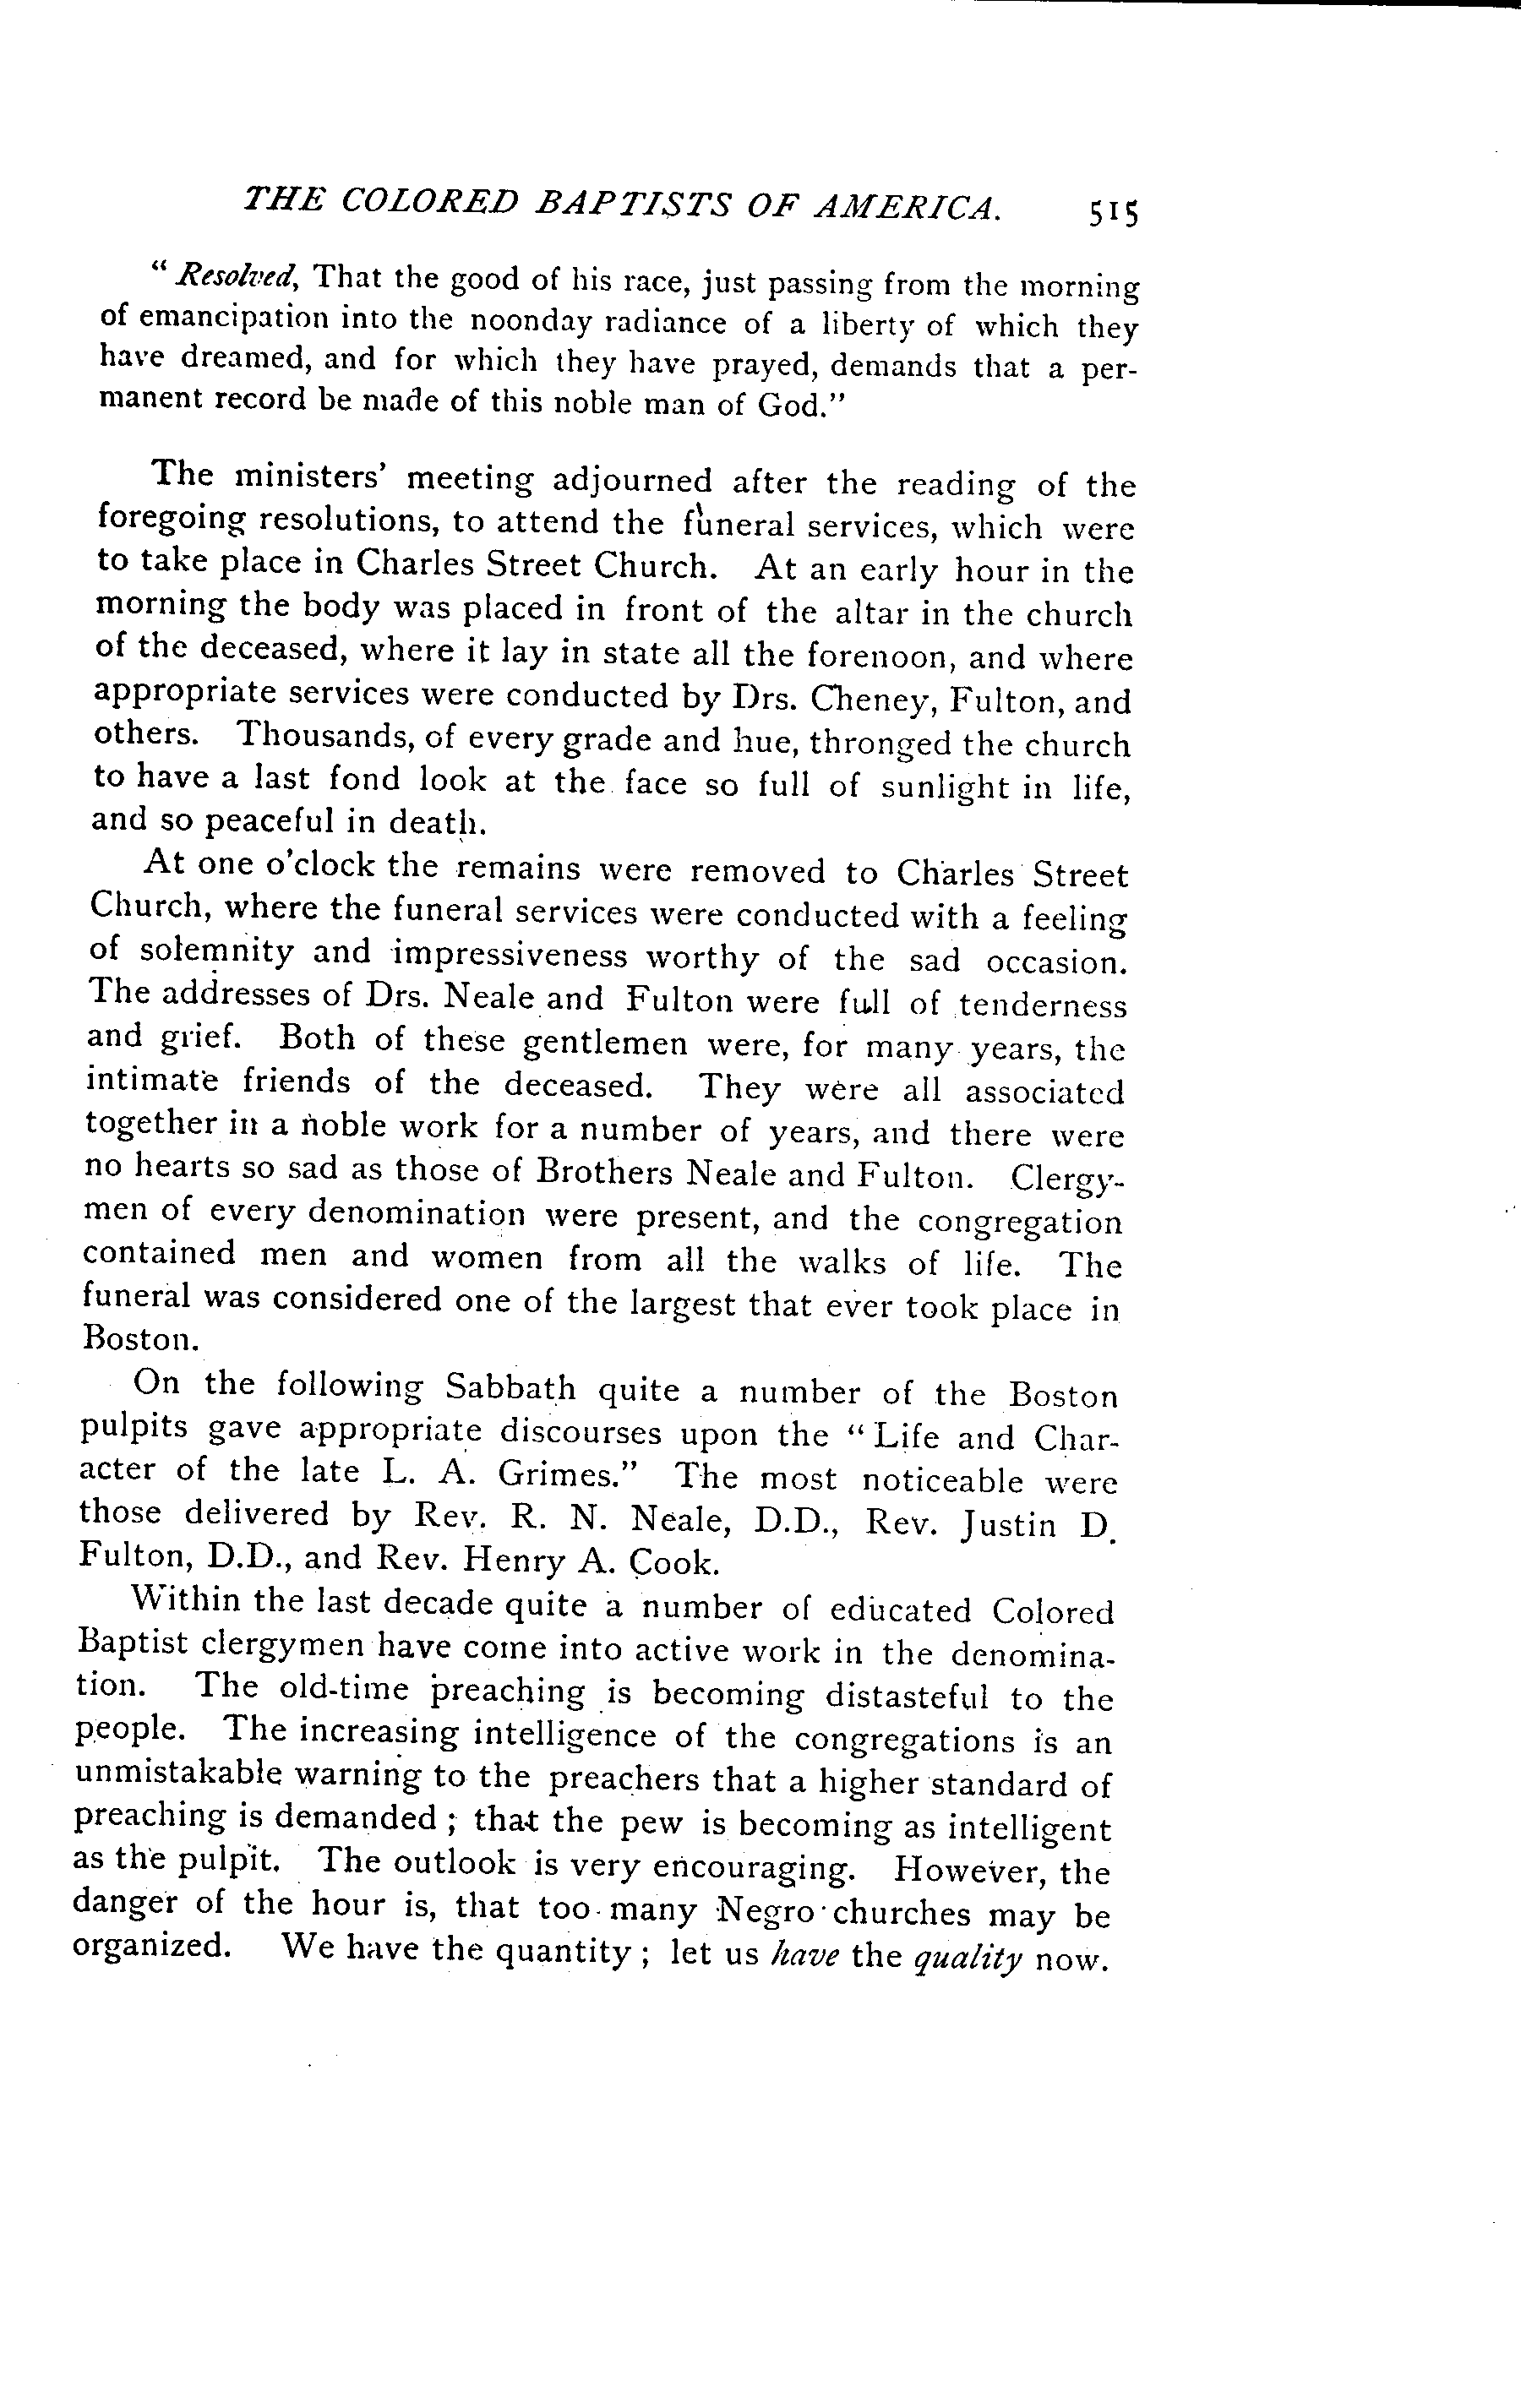 THE COLORED BAPTISTS OF AMERICA. 515
" Resolved, That the good of his race, just passing from the morning
of emancipation into the noonday radiance of a liberty of which they
have dreamed, and for which they have prayed, demands that a per-
manent record be made of this noble man of God."
The ministers' meeting adjourned after the reading of the
foregoing resolutions, to attend the funeral services, which were
to take place in Charles Street Church. At an early hour in the
morning the body was placed in front of the altar in the church
of the deceased, where it lay in state all the forenoon, and where
appropriate services were conducted by Drs. Cheney, Fulton, and
others. Thousands, of every grade and hue, thronged the church
to have a last fond look at the face so full of sunlight in life,
and so peaceful in death.
At one o'clock the remains were removed to Charles Street
Church, where the funeral services were conducted with a feeling
of solemnity and impressiveness worthy of the sad occasion.
The addresses of Drs. Neale and Fulton were full of tenderness
and grief. Both of these gentlemen were, for many years, the
intimate friends of the deceased. They were all associated
together in a noble work for a number of years, and there were
no hearts so sad as those of Brothers Neale and Fulton. Clergy-
men of every denomination were present, and the congregation
contained men and women from all the walks of life. The
funeral was considered one of the largest that ever took place in
Boston.
On the following Sabbath quite a number of the Boston
pulpits gave appropriate discourses upon the " Life and Char-
acter of the late L. A. Grimes." The most noticeable were
those delivered by Rev. R. N. Neale, D.D., Rev. Justin D.
Fulton, D.D., and Rev. Henry A. Cook.
Within the last decade quite a number of educated Colored
Baptist clergymen have come into active work in the denomina-
tion. The old-time preaching is becoming distasteful to the
people. The increasing intelligence of the congregations is an
unmistakable warning to the preachers that a higher standard of
preaching is demanded ; that the pew is becoming as intelligent
as the pulpit. The outlook is very encouraging. However, the
danger of the hour is, that too many Negro churches may be
organized. We have the quantity ; let us have the quality now.